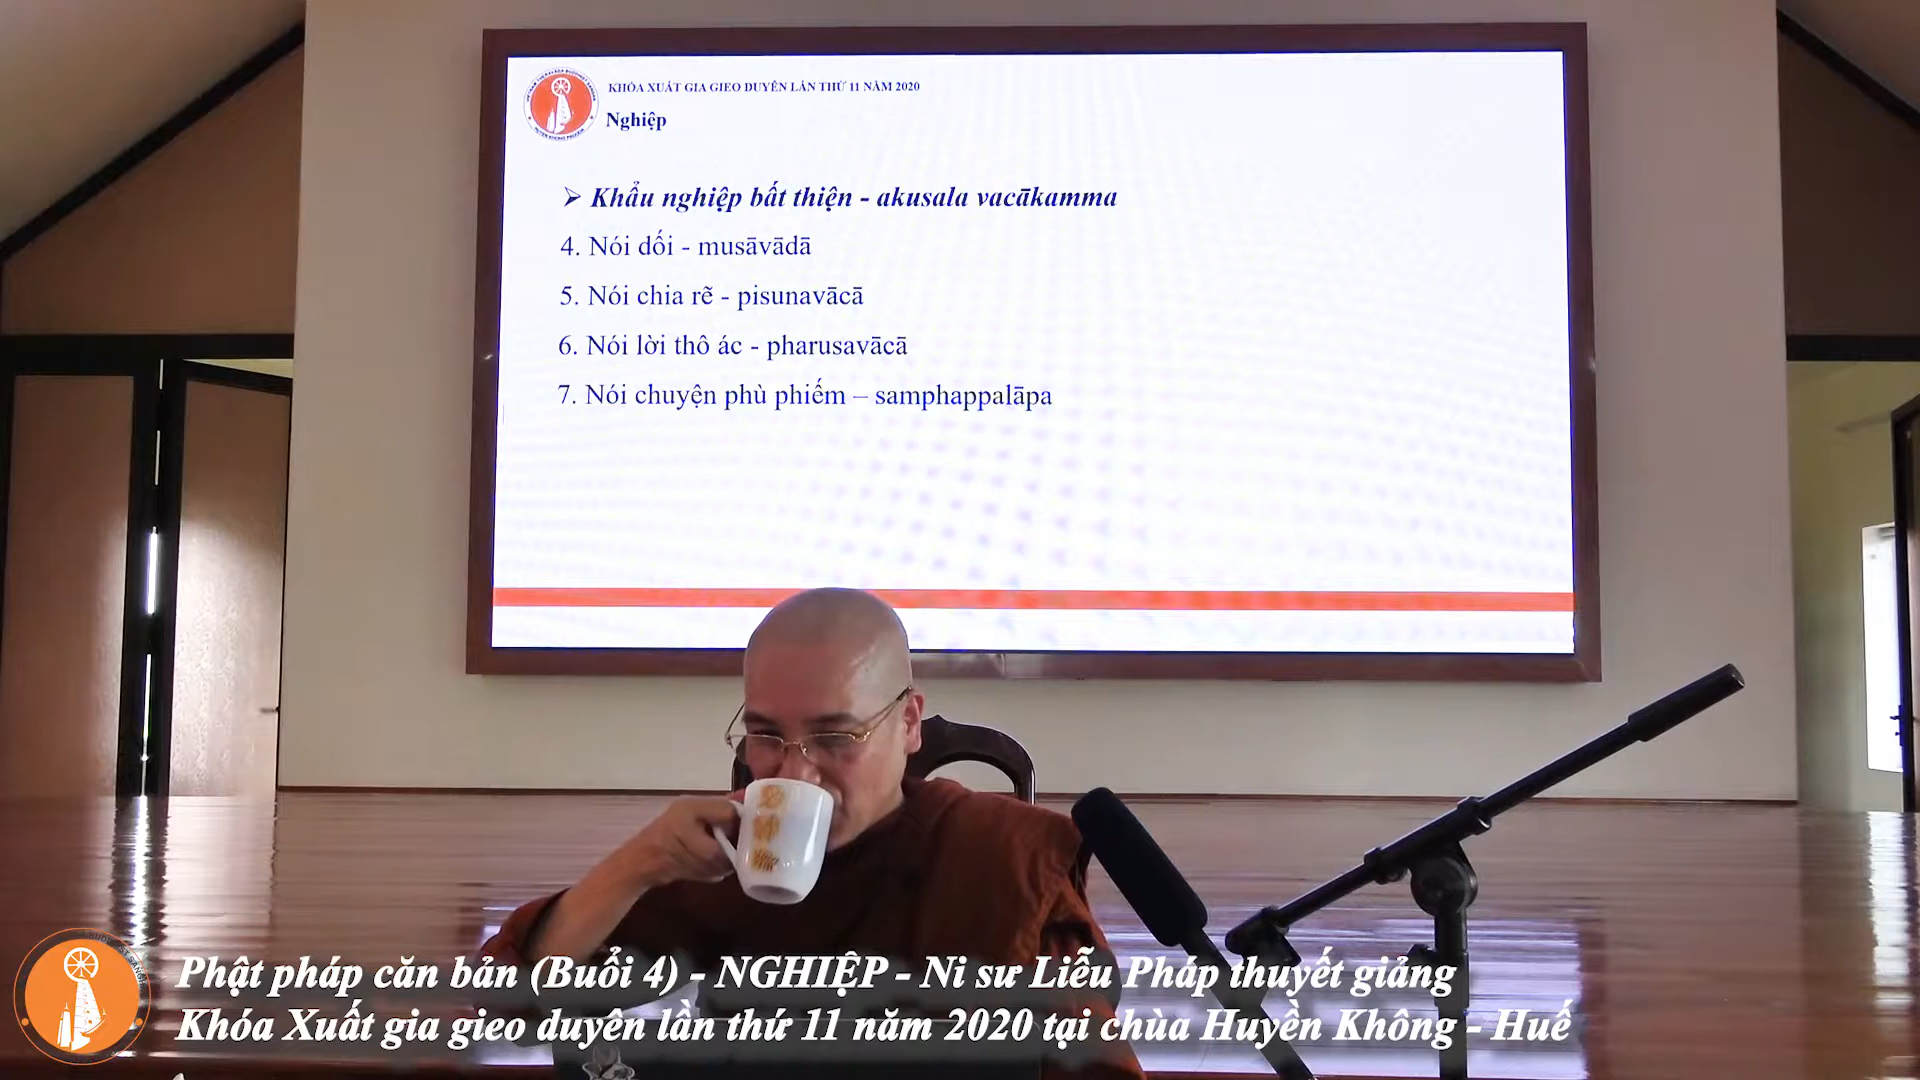 KHÓA XUẤT GIA GIEO DUYÊN LẦN THỨ 11 NĂM 2020
Nghiệp
➢ Khẩu nghiệp bất thiện - akusala vacākamma
4. Nói dối - musāvādā
5. Nói chia rẽ - pisunavācā
6. Nói lời thô ác - pharusavācā
7. Nói chuyện phù phiếm – samphappalāpa
Phật pháp căn bản (Buổi 4) - NGHIỆP - Ni sư Liễu Pháp thuyết giảng
Khóa Xuất gia gieo duyên lần thứ 11 năm 2020 tại chùa Huyền Không - Huế